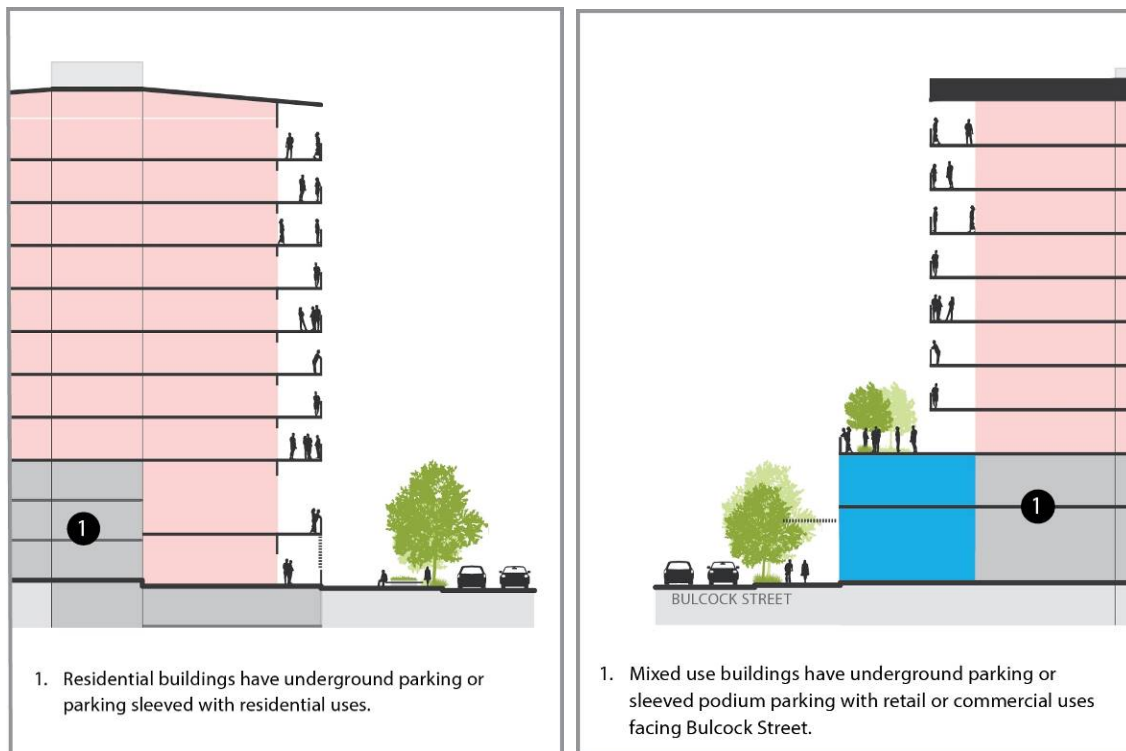 1
1. Residential buildings have underground parking or
parking sleeved with residential uses.
1
BULCOCK STREET
1. Mixed use buildings have underground parking or
sleeved podium parking with retail or commercial uses
facing Bulcock Street.